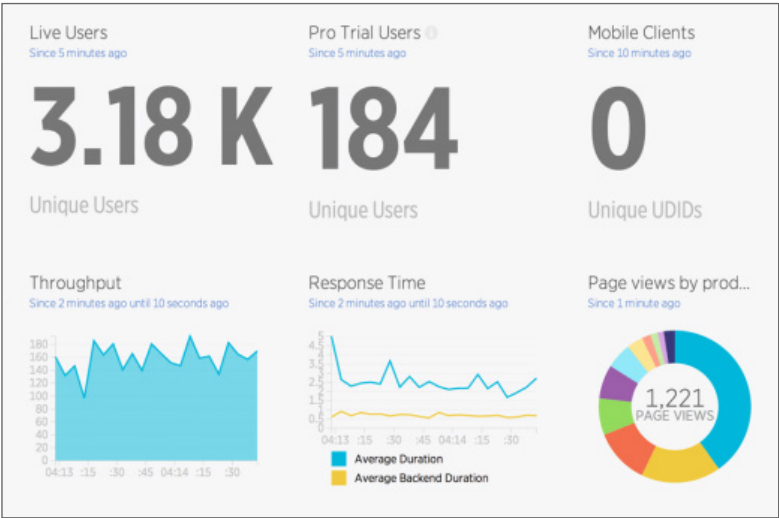 Live Users
Since 5 minutes ago
3.18 K
Unique Users
Pro Trial Users
Since 5 minutes ago
184
Unique Users
Mobile Clients
Since 10 minutes ago
0
Unique UDIDs
Throughput
Since 2 minutes ago until 10 seconds ago
180
160
140
120
100
80
60
40
20
0
04:13 :15 :30 :45 04:14 :15 :30
Response Time
Since 2 minutes ago until 10 seconds ago
04:13 :15 :30 :45 04:14 :15 :30
Average Duration
Average Backend Duration
Page views by prod...
Since 1 minute ago
1,221
PAGE VIEWS